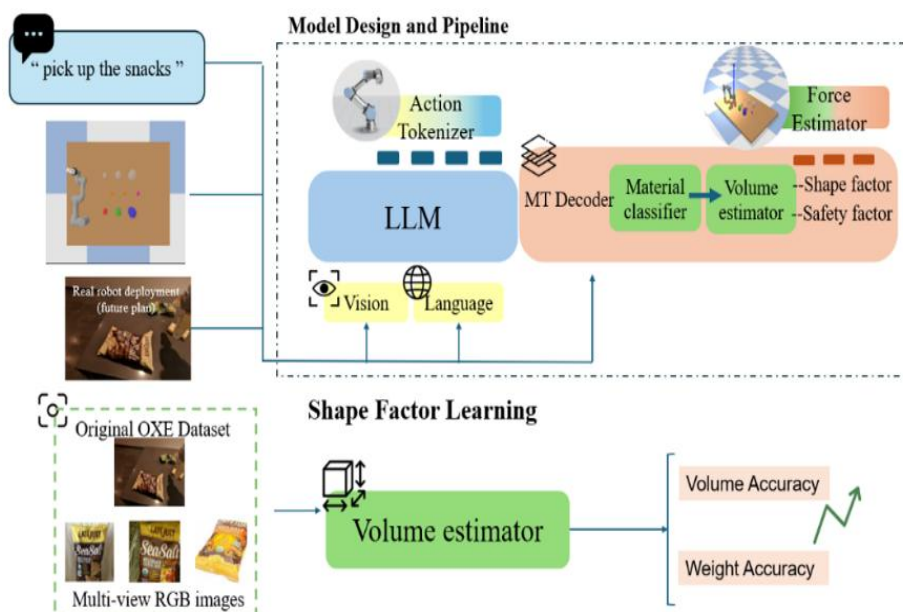 Model Design and Pipeline
“ pick up the snacks ”
Action
Tokenizer
Force
Estimator
LLM
MT Decoder
Material
classifier
Volume
estimator
--Shape factor
--Safety factor
Real robot deployment
(future plan)
Vision
Language
Shape Factor Learning
Original OXE Dataset
SeaSalt
SeaSalt
Multi-view RGB images
Volume estimator
Volume Accuracy
Weight Accuracy